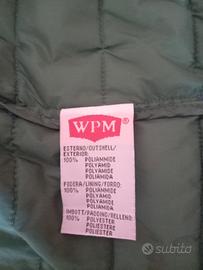 WPM®
ESTERNO/OUTSHELL/
EXTERIOR:
100% POLIAMMIDE
POLYAMID
POLYAMIDE
POLIAMIDA
FODERA/LINING/FORRO:
100% POLIAMMIDE
POLYAMID
POLYAMIDE
POLIAMIDA
IMBOTT/PADDING/RELLENO:
100% POLIESTERE
POLYESTER
POLIESTER
subito